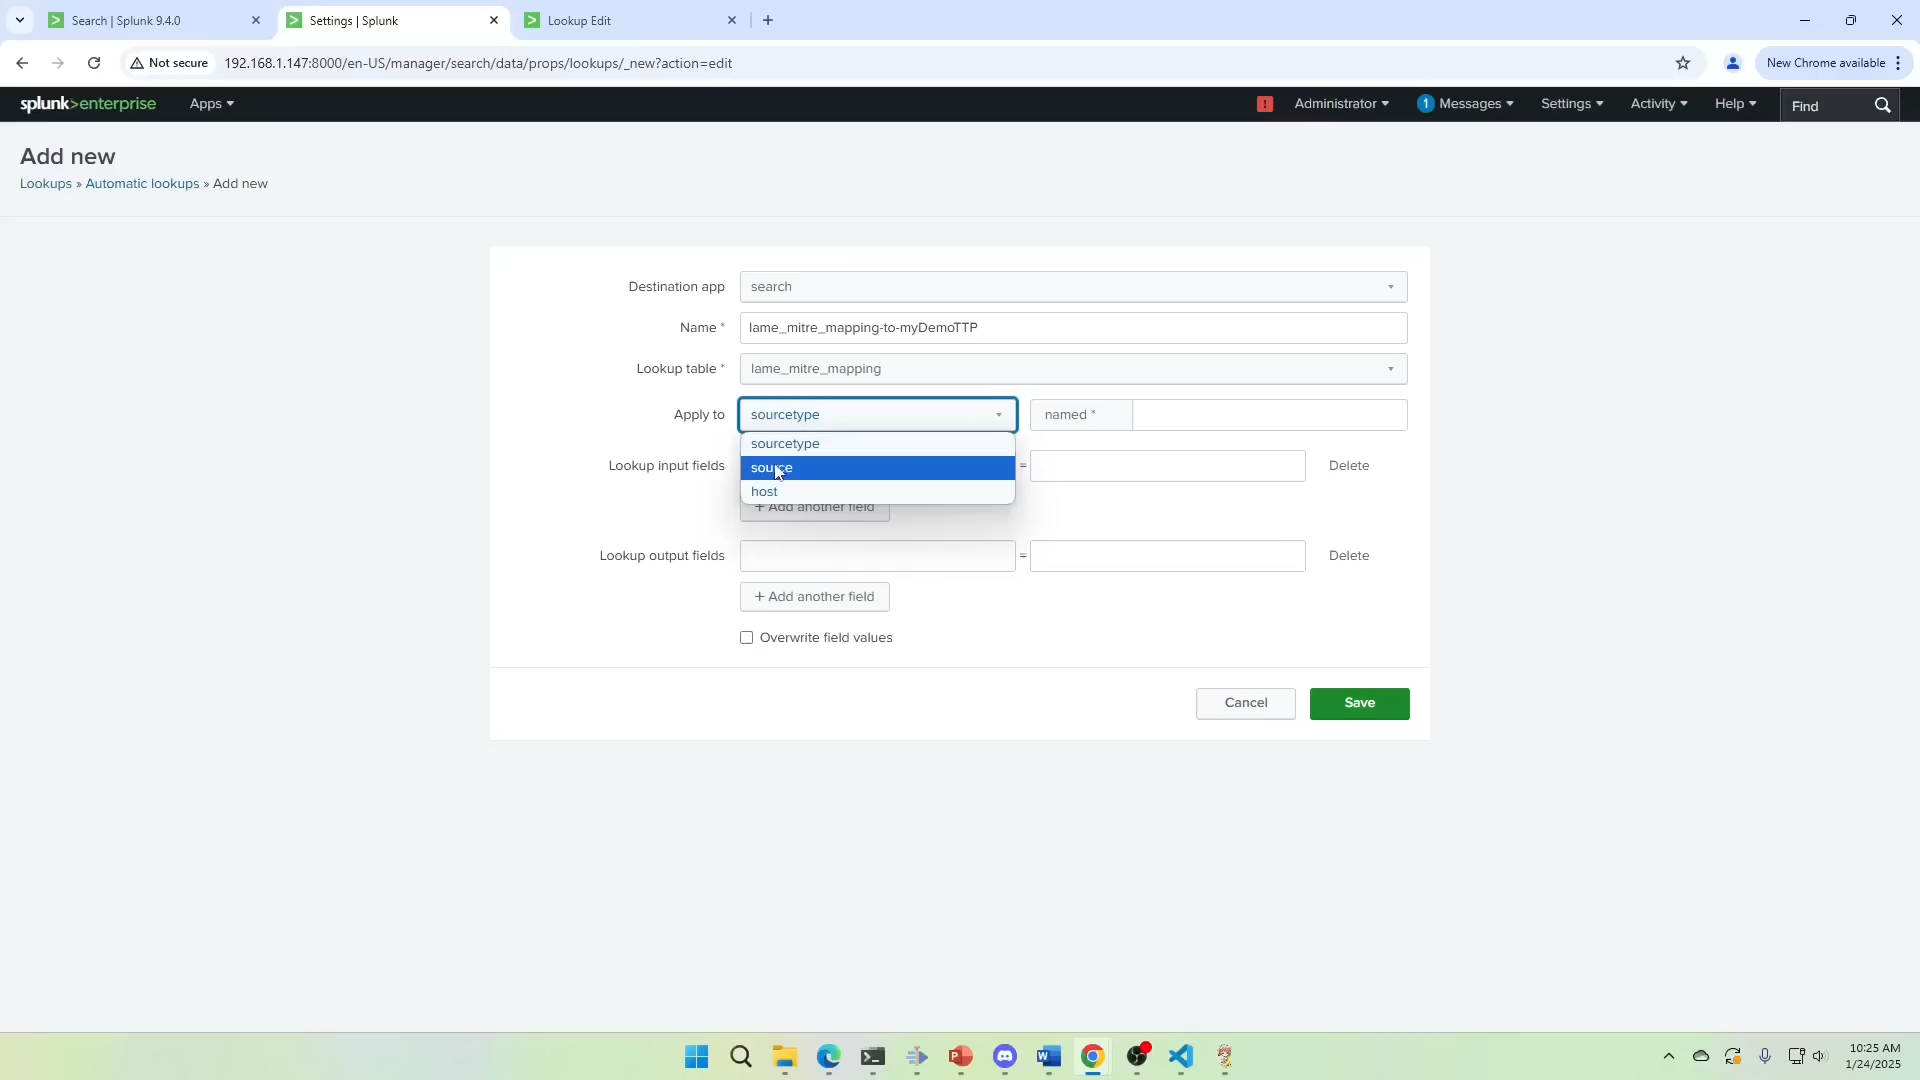 Search | Splunk 9.4.0
Settings | Splunk
Lookup Edit
Not secure
192.168.1.147:8000/en-US/manager/search/data/props/lookups/_new?action=edit
New Chrome available
splunk>enterprise
Apps
!
Administrator
1
Messages
Settings
Activity
Help
Find
Add new
Lookups » Automatic lookups » Add new
Destination app
search
Name *
lame_mitre_mapping-to-myDemoTTP
Lookup table *
lame_mitre_mapping
Apply to
sourcetype
named *
sourcetype
source
host
Lookup input fields
=
Delete
+ Add another field
Lookup output fields
=
Delete
+ Add another field
Overwrite field values
Cancel
Save
10:25 AM
1/24/2025